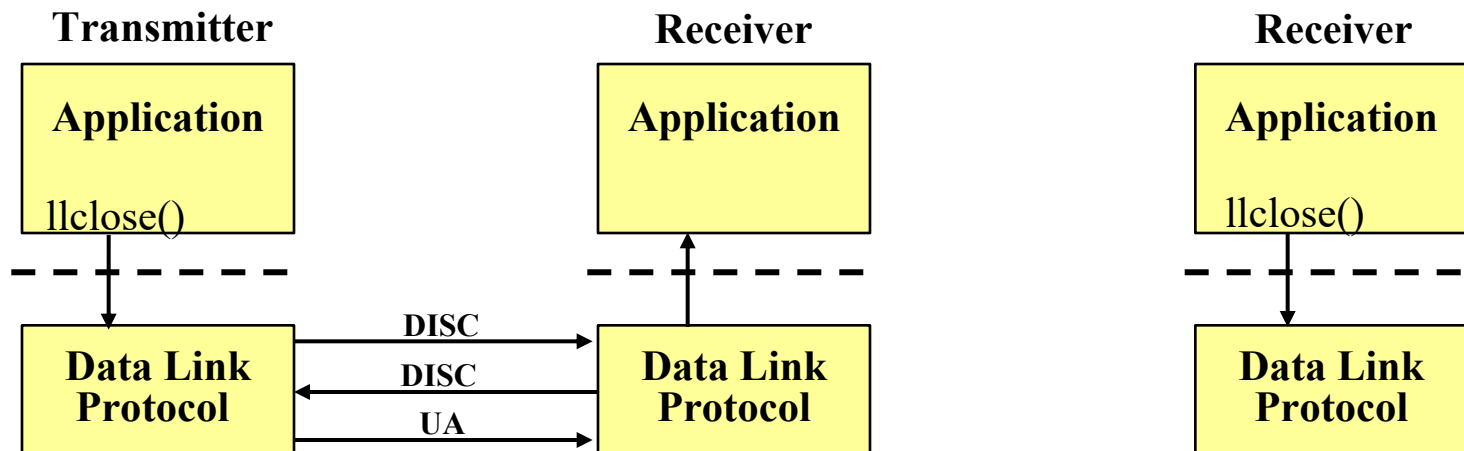 Transmitter
Receiver
Receiver
Application
Application
Application
llclose()
llclose()
DISC
DISC
UA
Data Link
Protocol
Data Link
Protocol
Data Link
Protocol